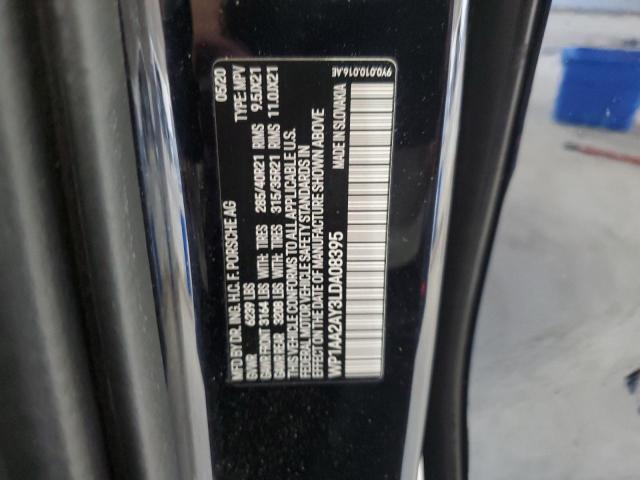 MFD BY DR. ING. H.C. F. PORSCHE AG 05/20
GVWR 6239 LBS TYPE: MPV
GAWR FRONT 3164 LBS WITH TIRES 285/40R21 RIMS 9.5JX21
GAWR REAR 3208 LBS WITH TIRES 315/35R21 RIMS 11.0JX21
THIS VEHICLE CONFORMS TO ALL APPLICABLE U.S.
FEDERAL MOTOR VEHICLE SAFETY STANDARDS IN
EFFECT ON THE DATE OF MANUFACTURE SHOWN ABOVE
WP1AA2AY3LDA08395 MADE IN SLOVAKIA
9Y0.010.016.AE